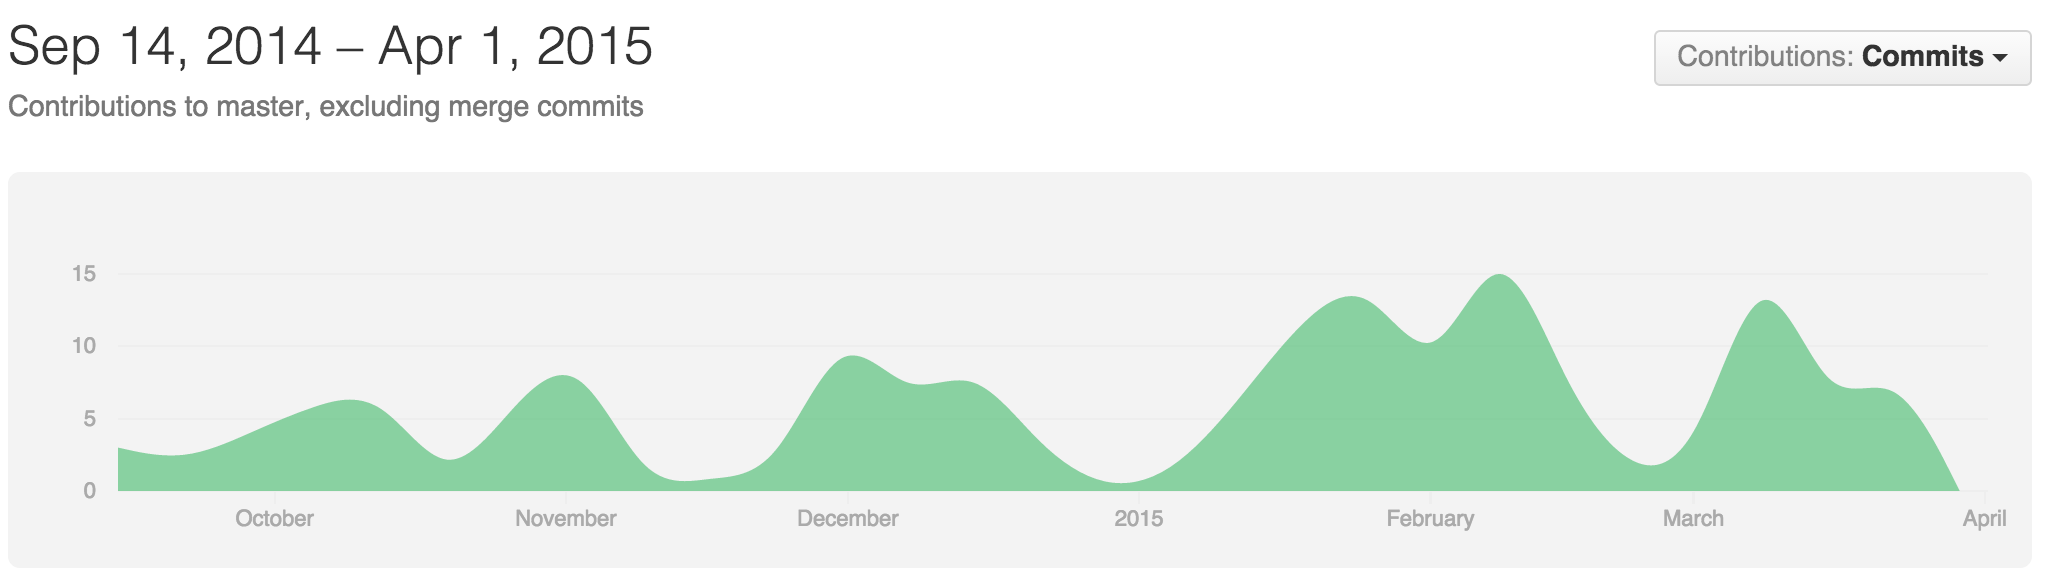 Sep 14, 2014 – Apr 1, 2015
Contributions: Commits
Contributions to master, excluding merge commits
15
10
5
0
October November December 2015 February March April